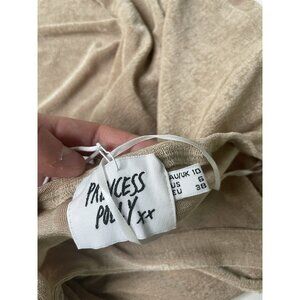 PRINCESS
POLLY xx
AU/UK 10
US 6
EU 38